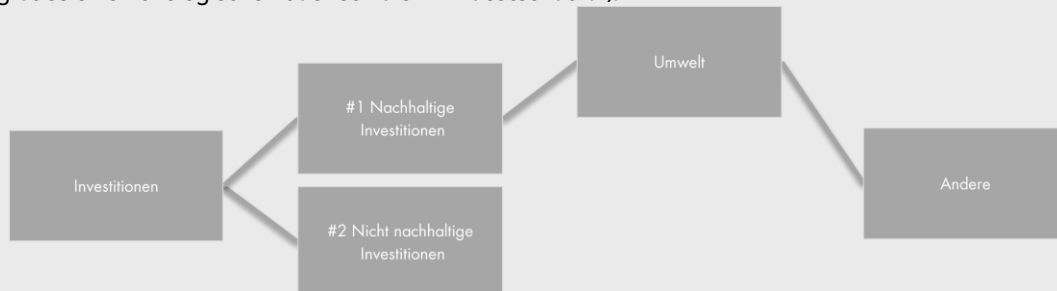 Umwelt
#1 Nachhaltige
Investitionen
Investitionen
Andere
#2 Nicht nachhaltige
Investitionen